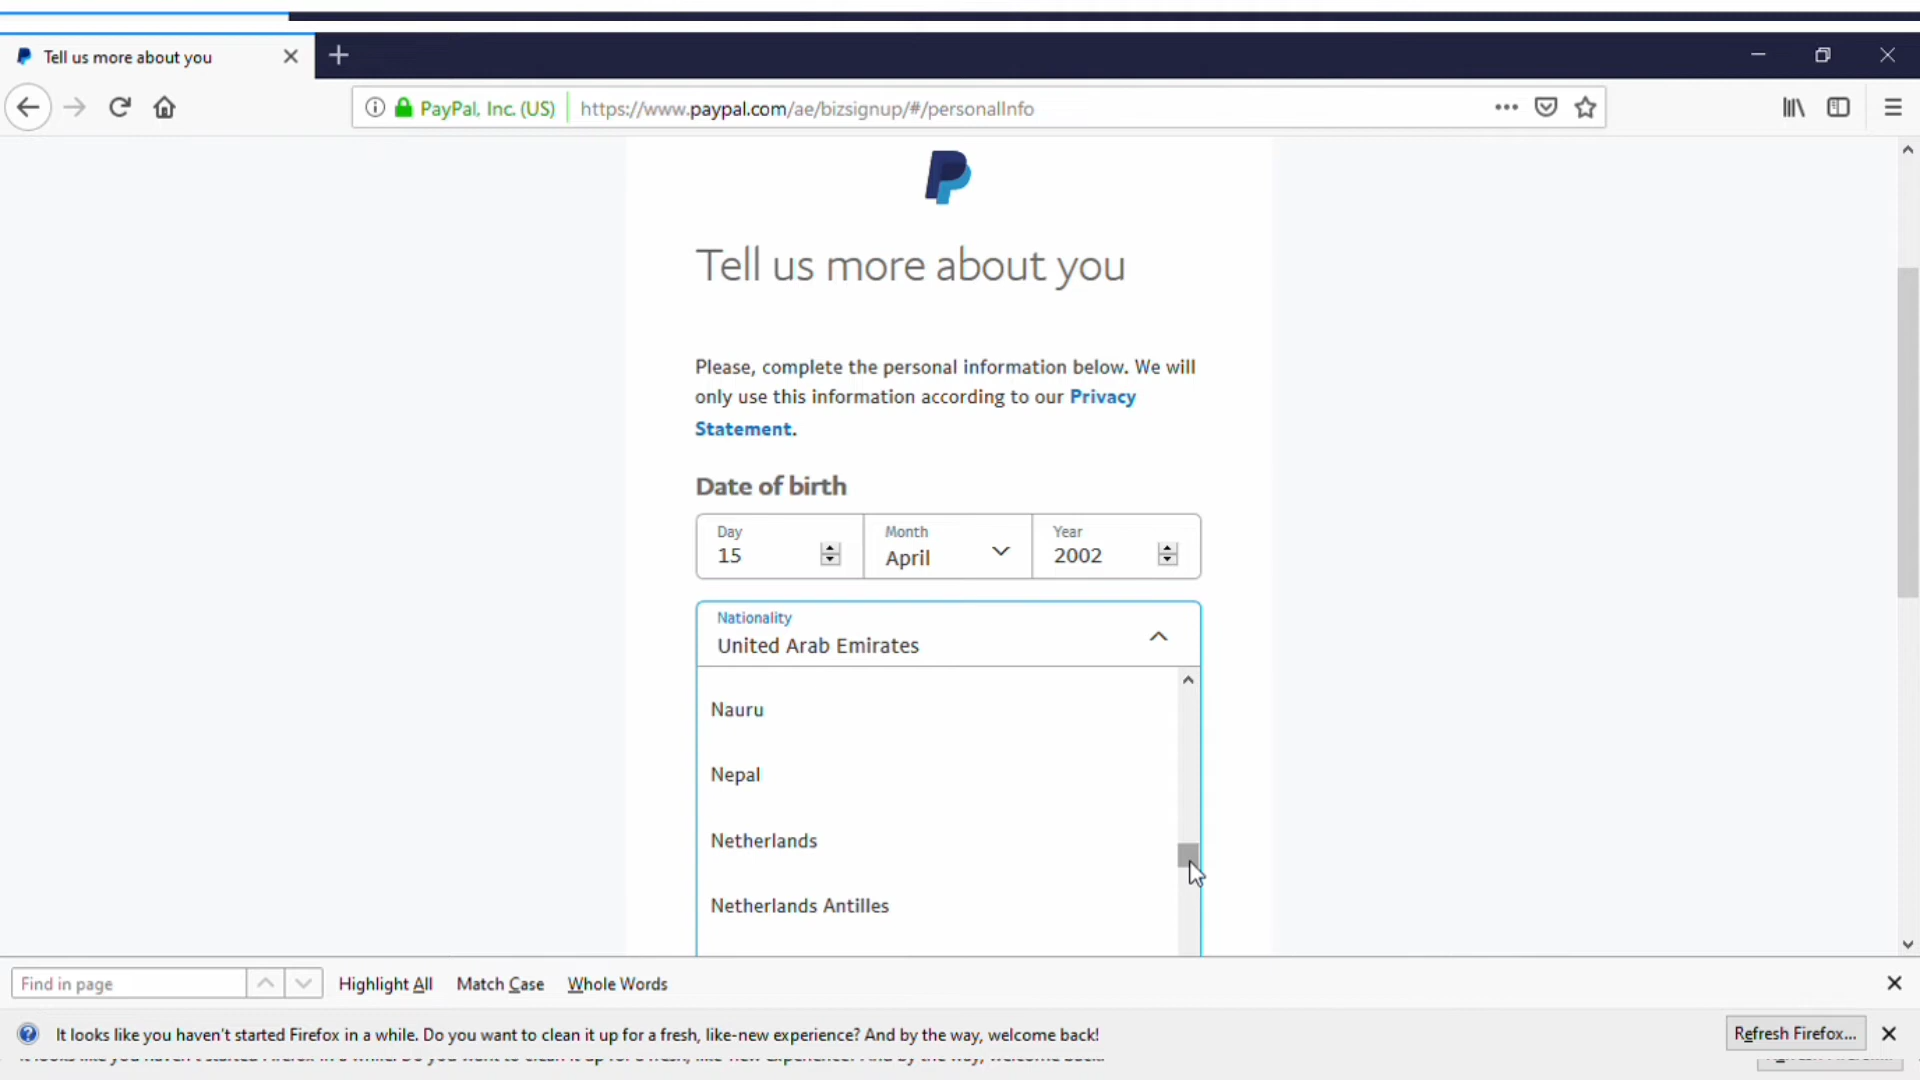 Tell us more about you
PayPal, Inc. (US)
https://www.paypal.com/ae/bizsignup/#/personalInfo
Tell us more about you
Please, complete the personal information below. We will
only use this information according to our Privacy
Statement.
Date of birth
Day
15
Month
April
Year
2002
Nationality
United Arab Emirates
Nauru
Nepal
Netherlands
Netherlands Antilles
Find in page
Highlight All
Match Case
Whole Words
It looks like you haven't started Firefox in a while. Do you want to clean it up for a fresh, like-new experience? And by the way, welcome back!
Refresh Firefox...